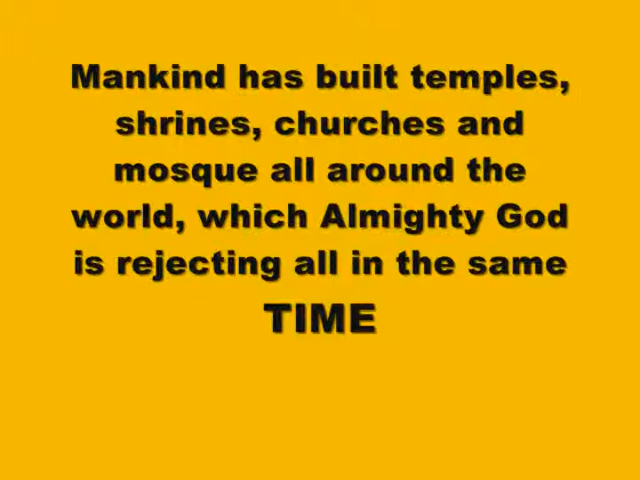 Mankind has built temples,
shrines, churches and
mosque all around the
world, which Almighty God
is rejecting all in the same
TIME